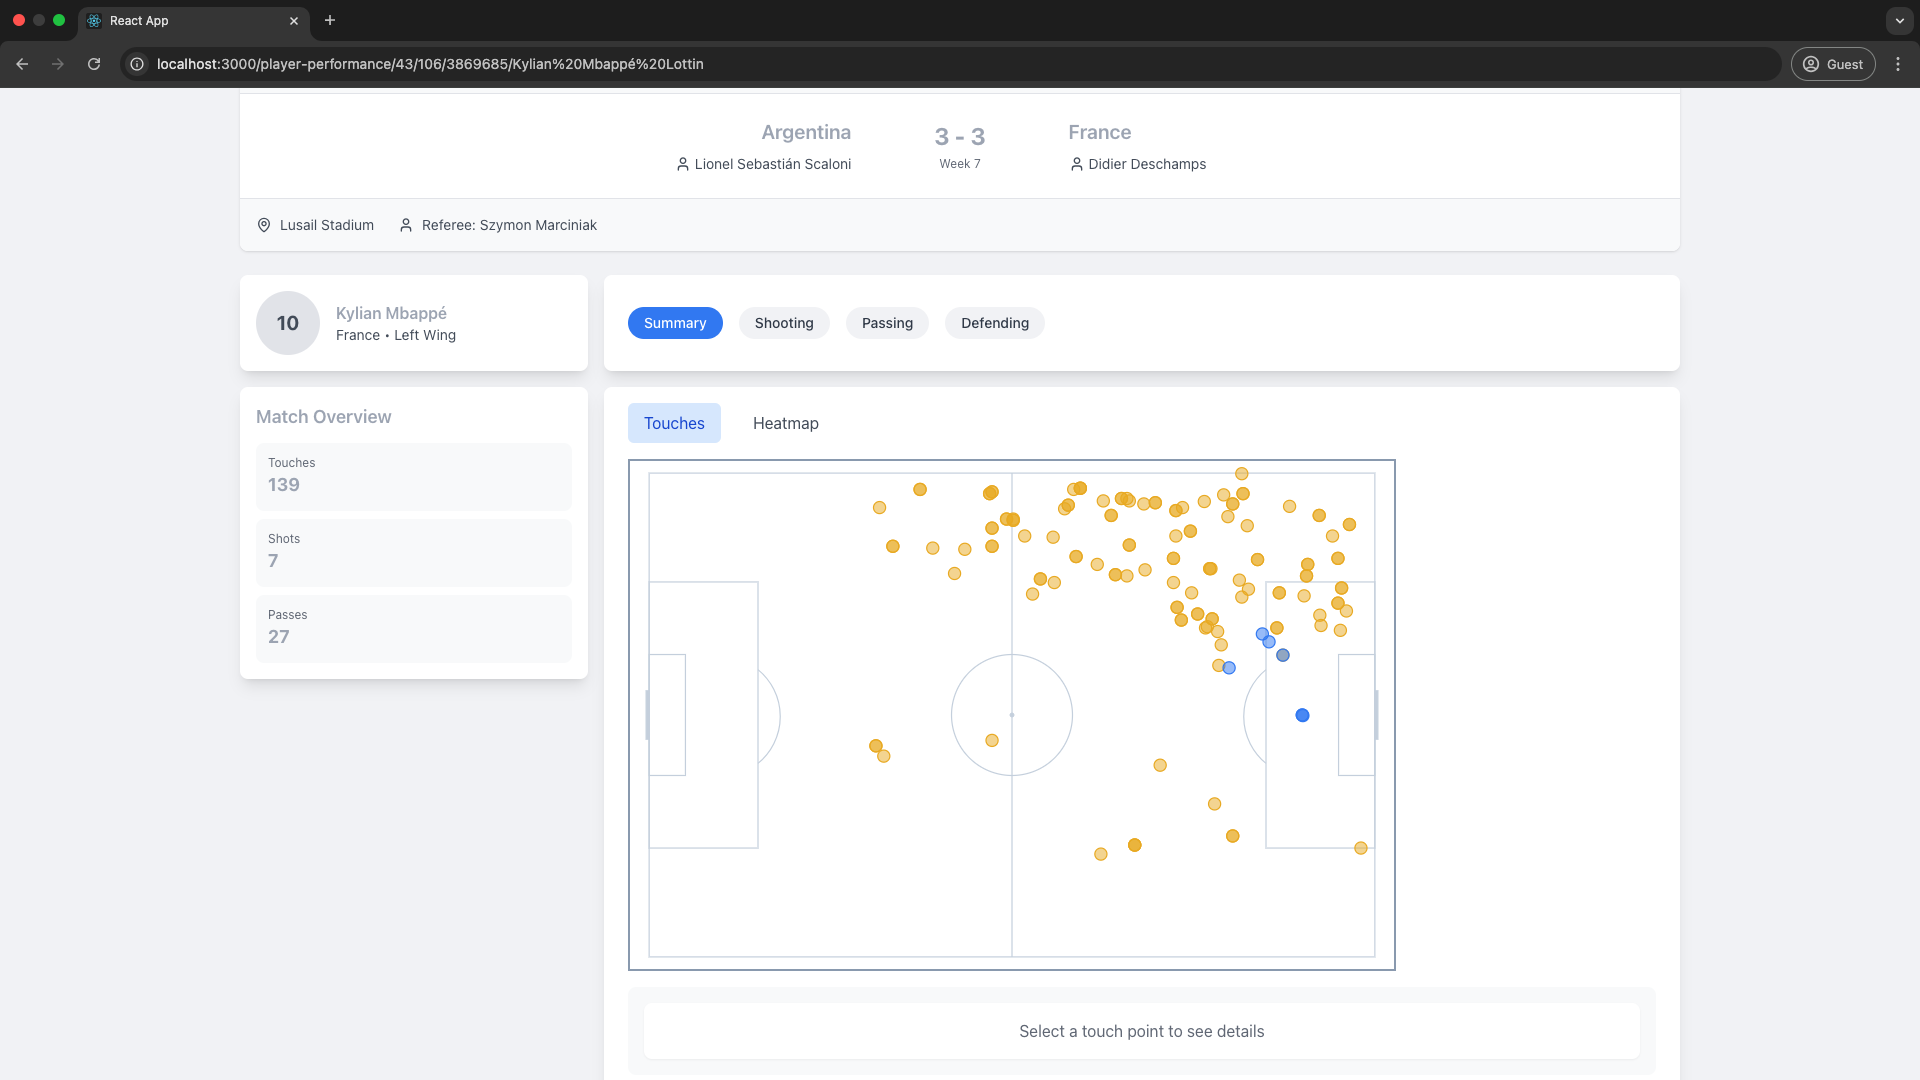 React App
localhost:3000/player-performance/43/106/3869685/Kylian%20Mbappé%20Lottin
Guest
Argentina
3 - 3
France
Lionel Sebastián Scaloni
Week 7
Didier Deschamps
Lusail Stadium
Referee: Szymon Marciniak
10
Kylian Mbappé
France • Left Wing
Summary
Shooting
Passing
Defending
Match Overview
Touches
139
Shots
7
Passes
27
Touches
Heatmap
Select a touch point to see details